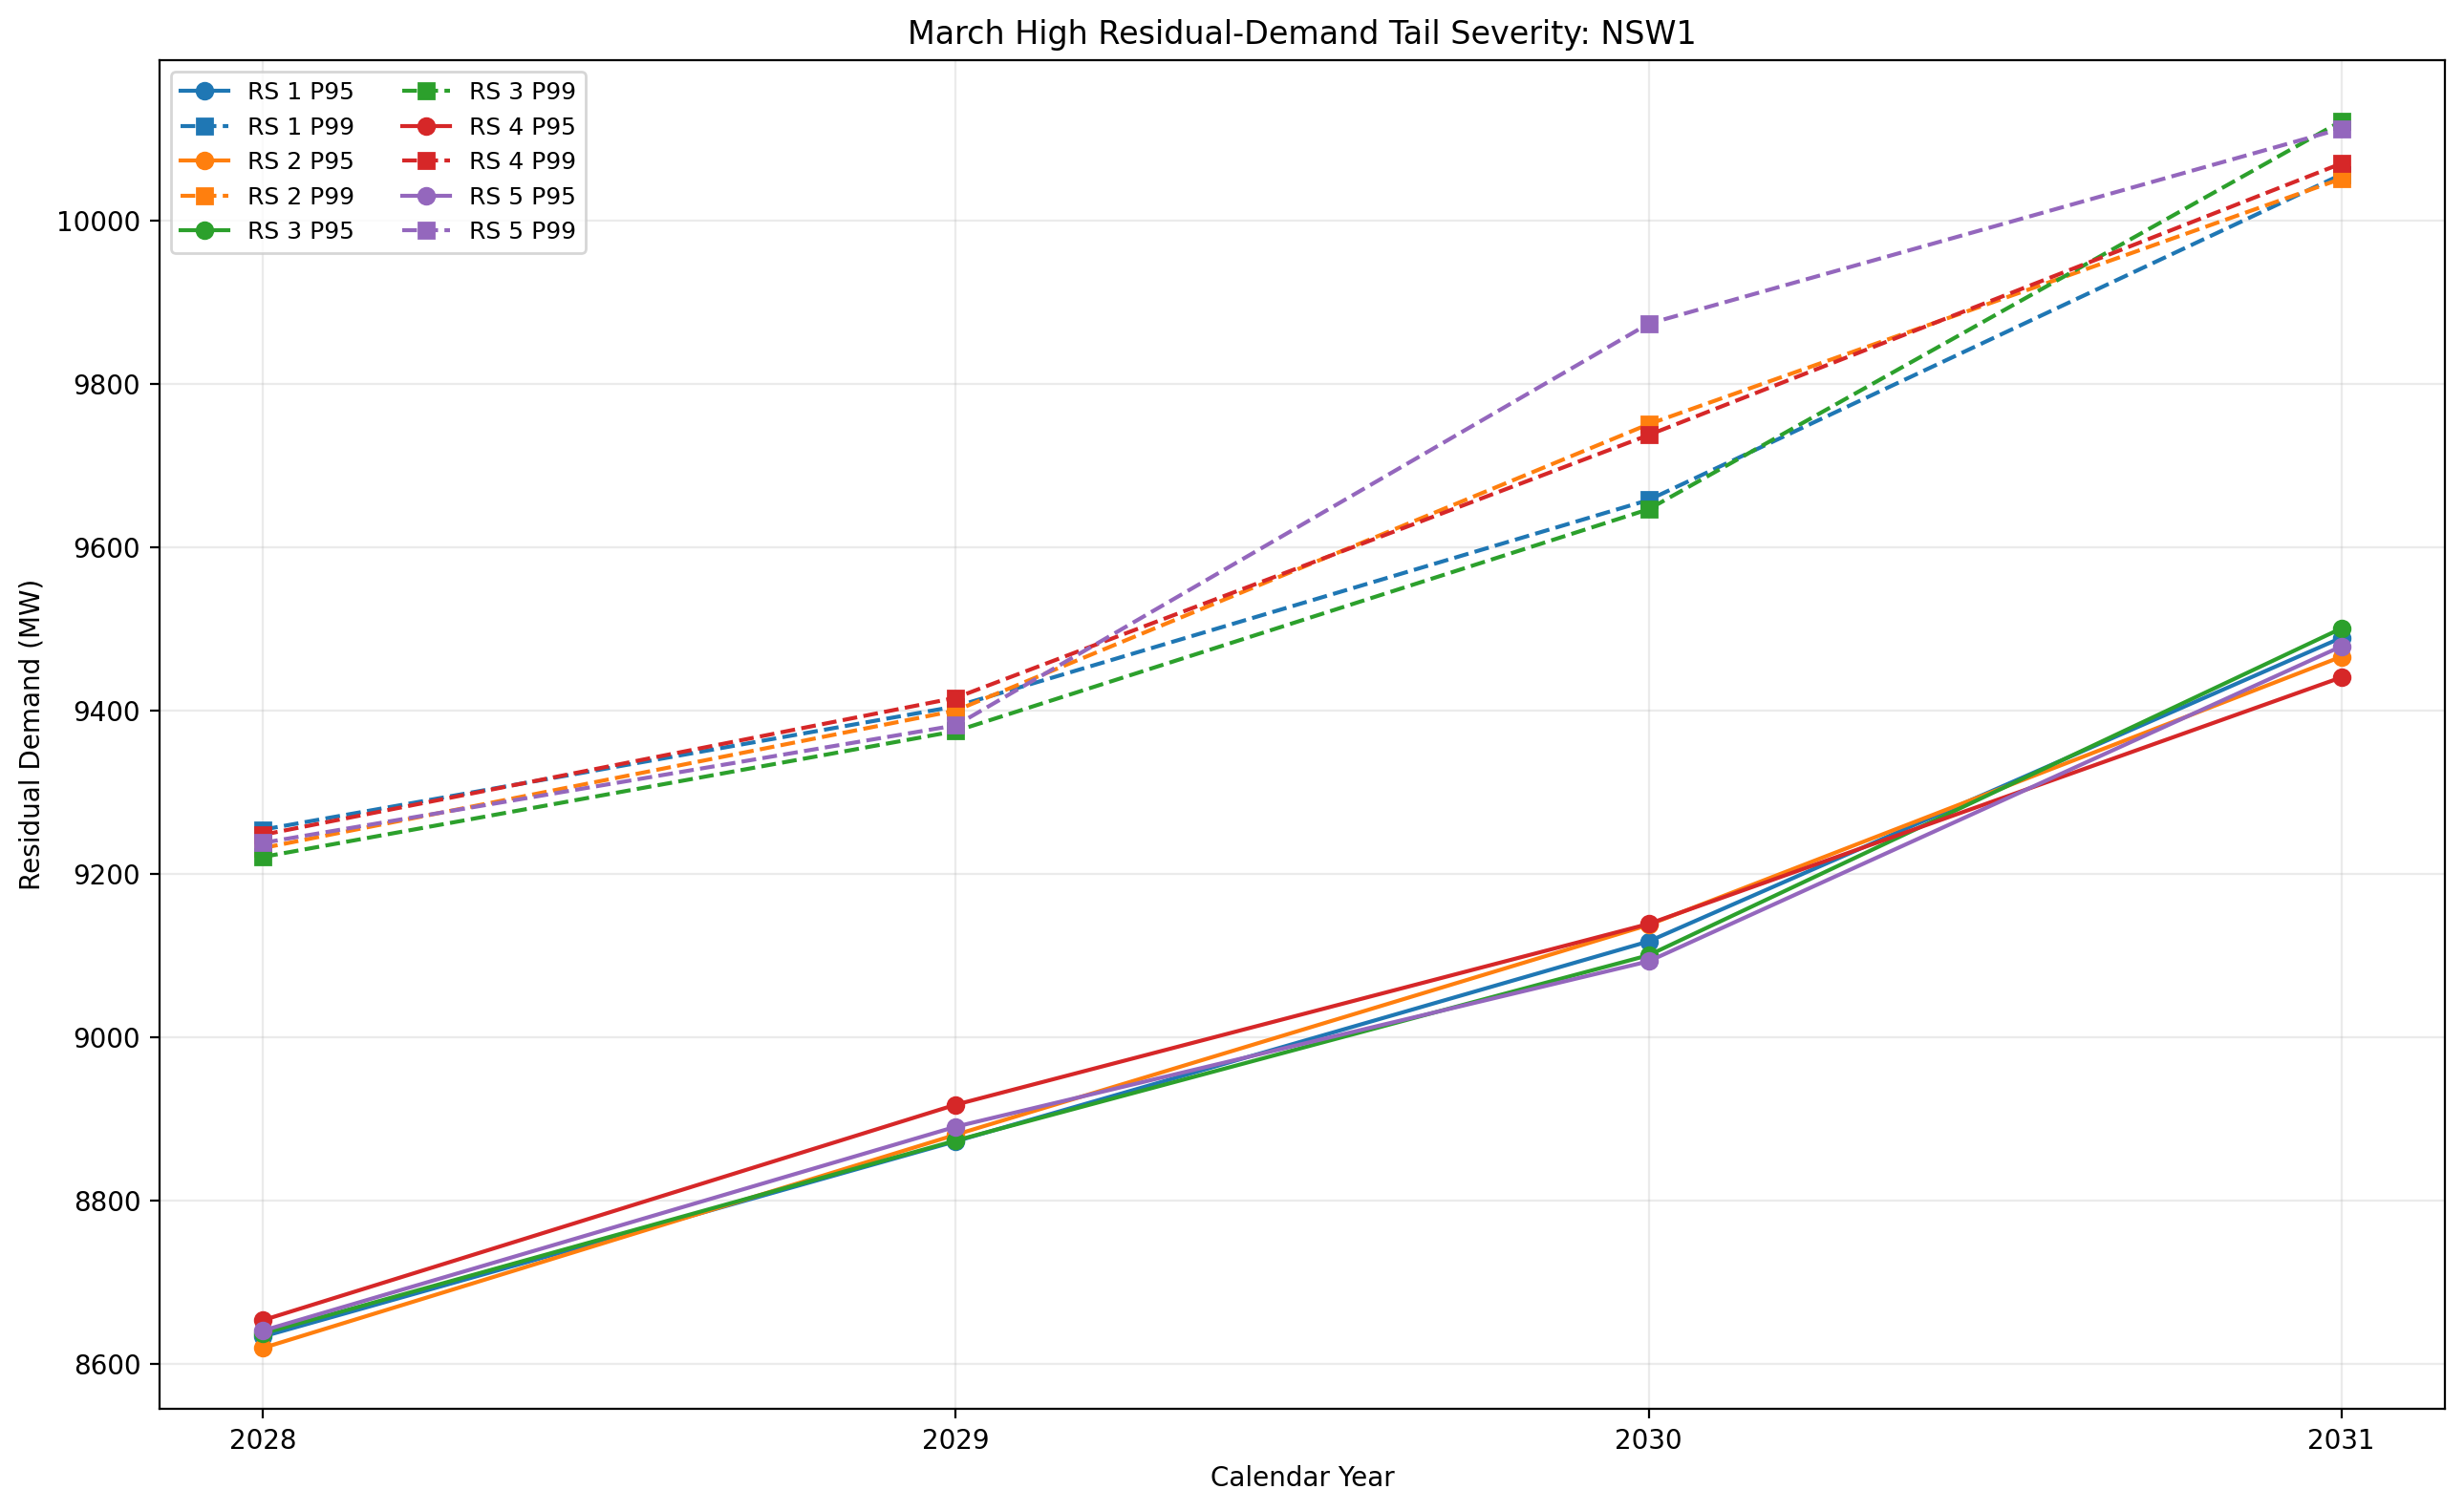 March High Residual-Demand Tail Severity: NSW1
RS 1 P95
RS 1 P99
RS 2 P95
RS 2 P99
RS 3 P95
RS 3 P99
RS 4 P95
RS 4 P99
RS 5 P95
RS 5 P99
Residual Demand (MW)
10000
9800
9600
9400
9200
9000
8800
8600
2028
2029
2030
2031
Calendar Year